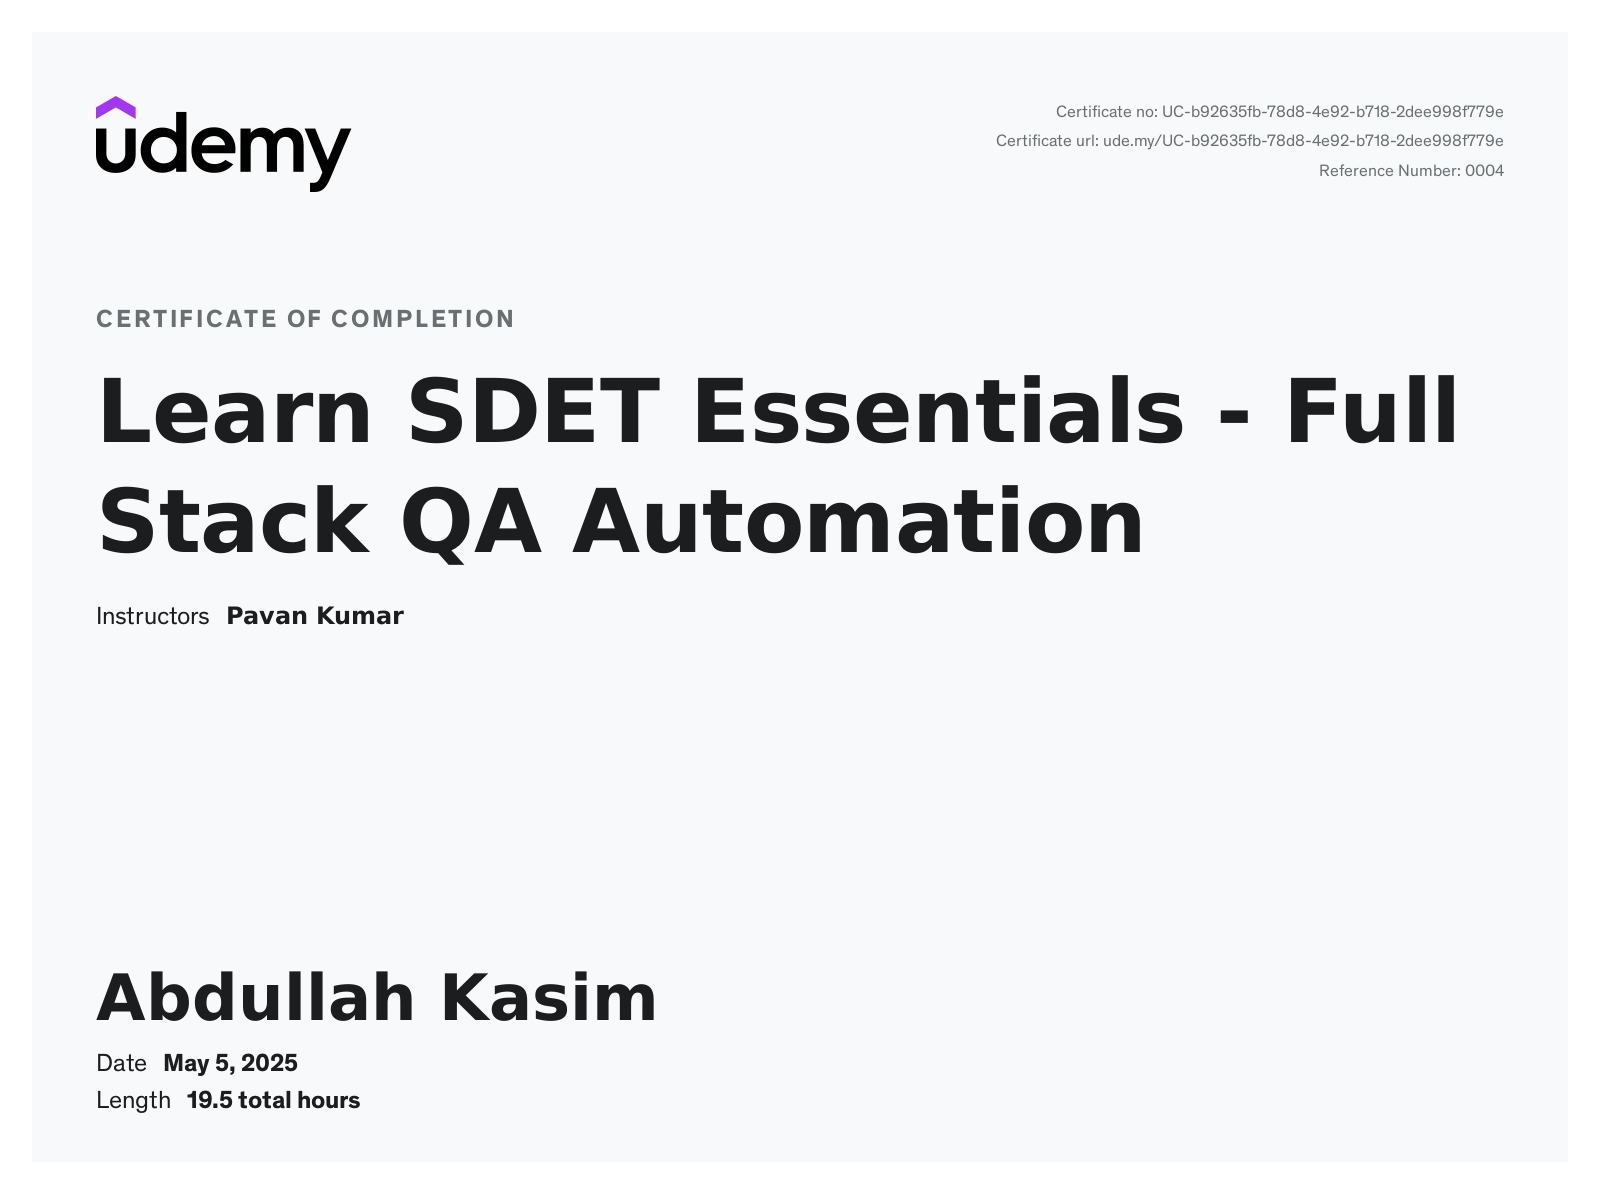 udemy
Certificate no: UC-b92635fb-78d8-4e92-b718-2dee998f779e
Certificate url: ude.my/UC-b92635fb-78d8-4e92-b718-2dee998f779e
Reference Number: 0004
CERTIFICATE OF COMPLETION
Learn SDET Essentials - Full
Stack QA Automation
Instructors Pavan Kumar
Abdullah Kasim
Date May 5, 2025
Length 19.5 total hours